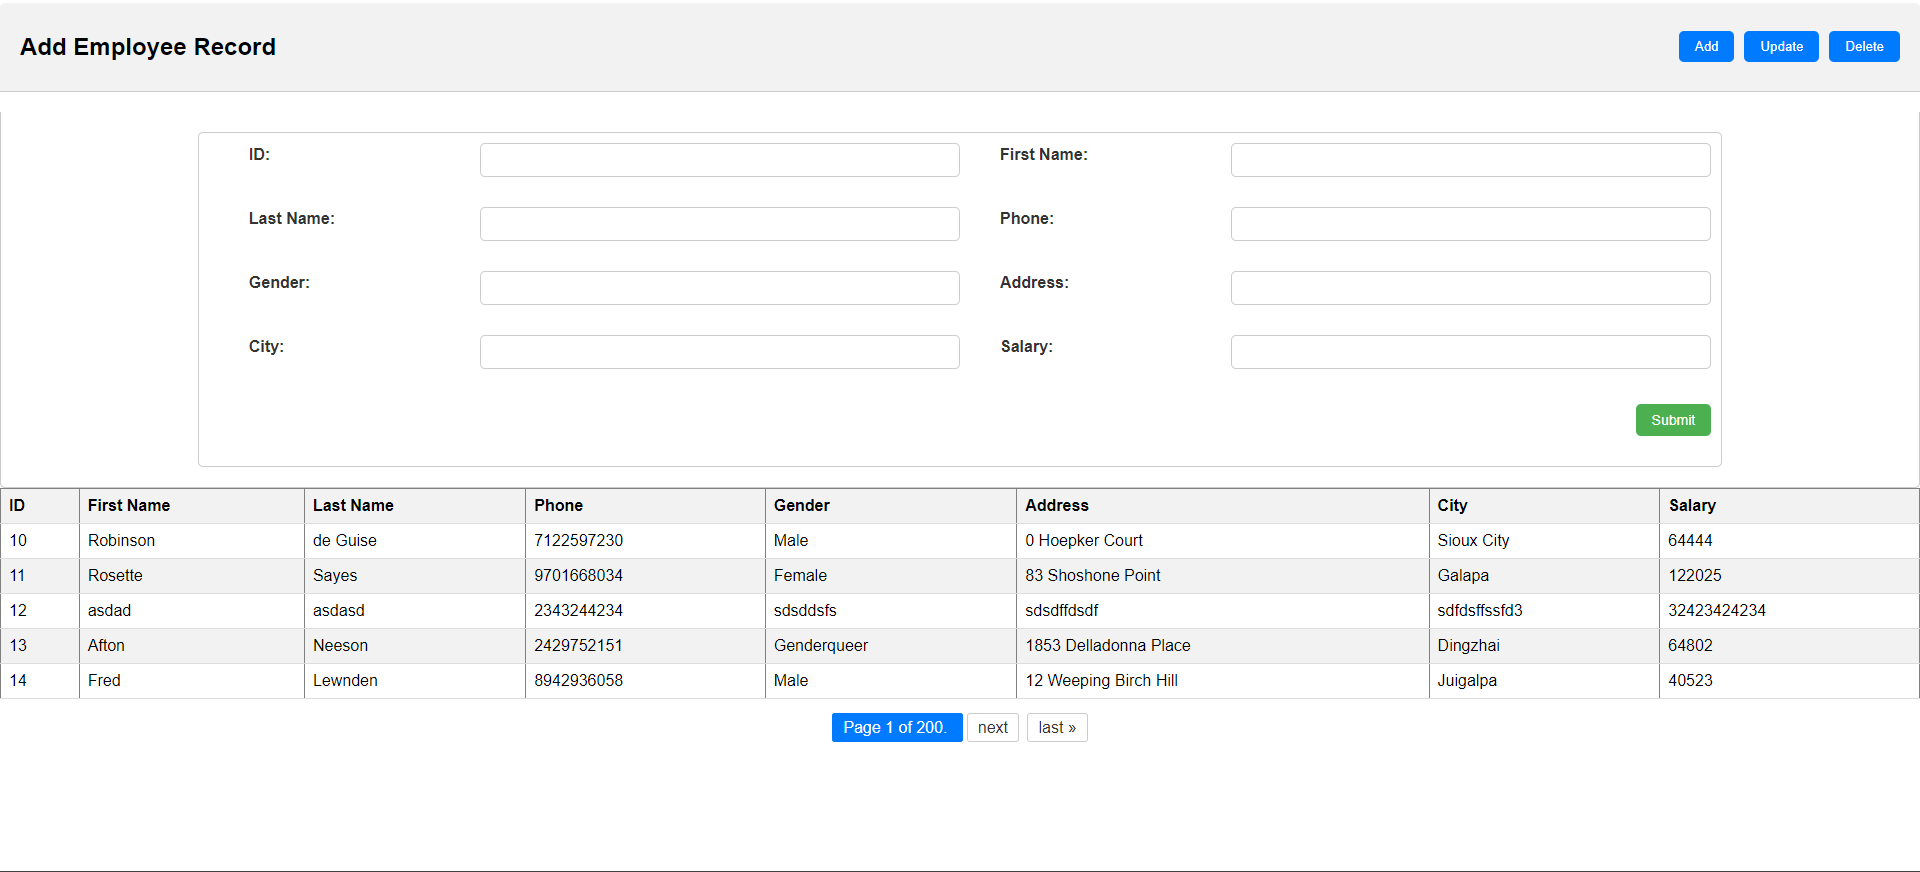 Add Employee Record Add Update Delete
ID: First Name:
Last Name: Phone:
Gender: Address:
City: Salary:
Submit
ID First Name Last Name Phone Gender Address City Salary
10 Robinson de Guise 7122597230 Male 0 Hoepker Court Sioux City 64444
11 Rosette Sayes 9701668034 Female 83 Shoshone Point Galapa 122025
12 asdad asdasd 2343244234 sdsddsfs sdsdffdsdf sdfdsffssfd3 32423424234
13 Afton Neeson 2429752151 Genderqueer 1853 Delladonna Place Dingzhai 64802
14 Fred Lewnden 8942936058 Male 12 Weeping Birch Hill Juigalpa 40523
Page 1 of 200. next last »